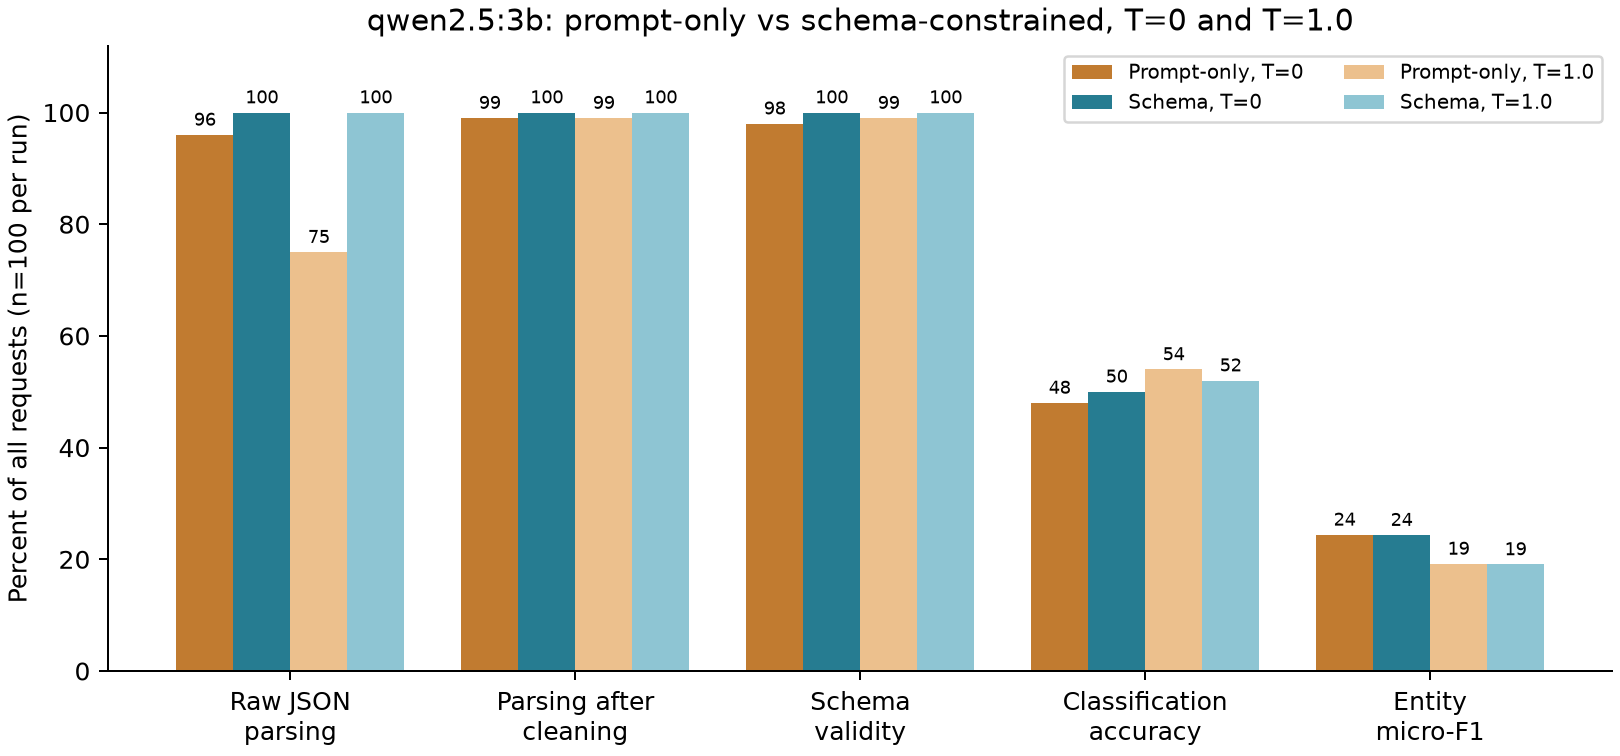 qwen2.5:3b: prompt-only vs schema-constrained, T=0 and T=1.0
Prompt-only, T=0
Schema, T=0
Prompt-only, T=1.0
Schema, T=1.0
Percent of all requests (n=100 per run)
100
80
60
40
20
0
96
100
75
100
99
100
99
100
98
100
99
100
48
50
54
52
24
24
19
19
Raw JSON
parsing
Parsing after
cleaning
Schema
validity
Classification
accuracy
Entity
micro-F1